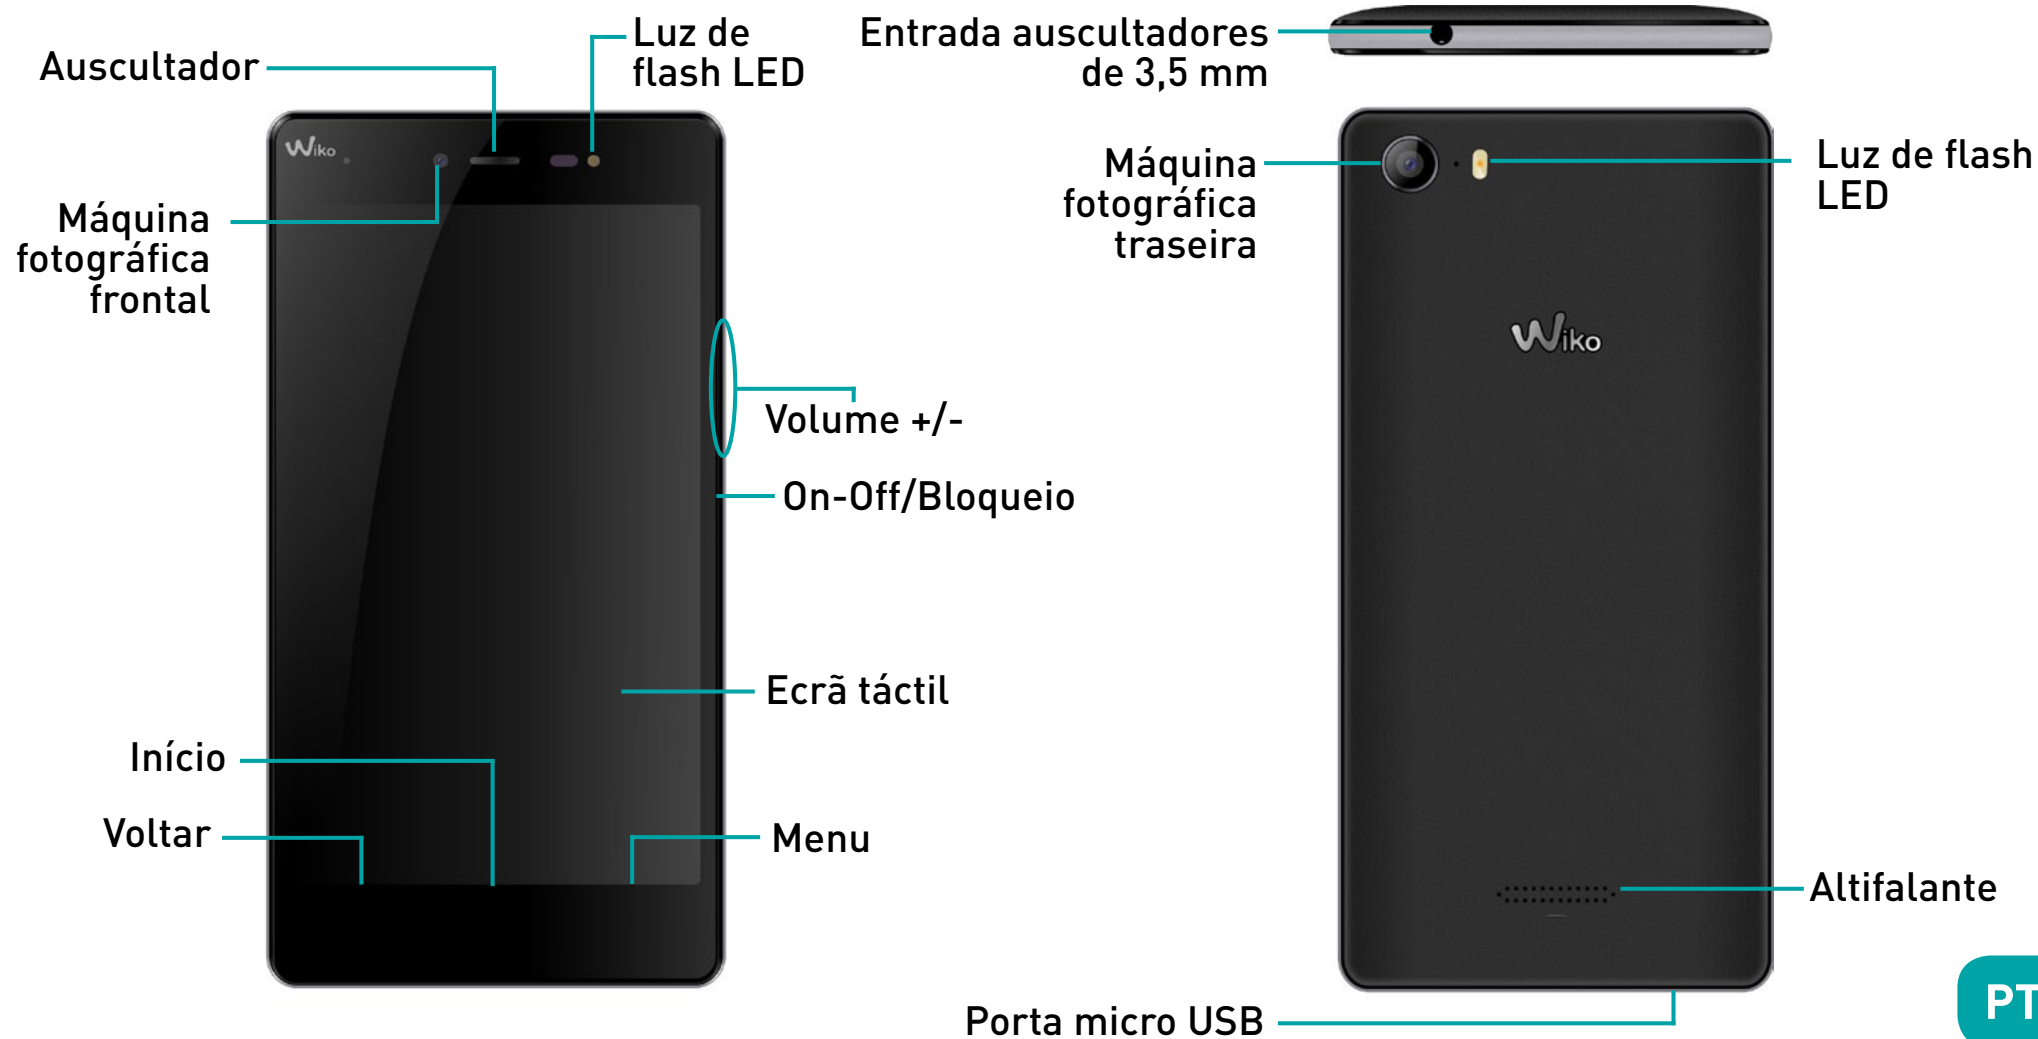 Auscultador
Luz de
flash LED
Wiko
Máquina
fotográfica
frontal
Volume +/-
On-Off/Bloqueio
Ecrã táctil
Início
Voltar
Menu
Entrada auscultadores
de 3,5 mm
Máquina
fotográfica
traseira
Luz de flash
LED
Wiko
Altifalante
Porta micro USB
PT